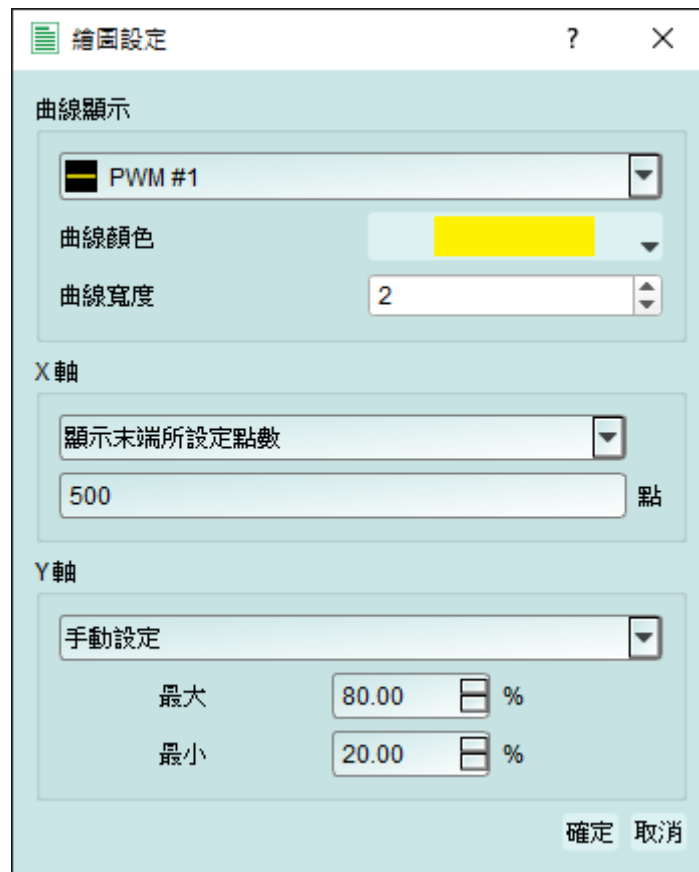 繪圖設定 ?
曲線顯示
PWM #1
曲線顏色
曲線寬度 2
X 軸
顯示末端所設定點數
500 點
Y 軸
手動設定
最大 80.00 %
最小 20.00 %
確定 取消